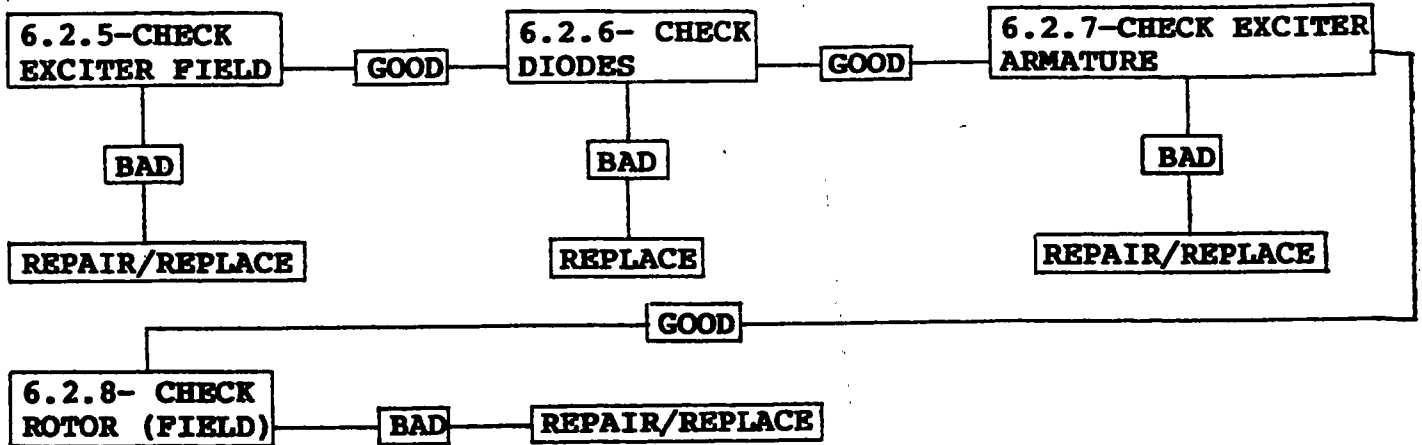 6.2.5-CHECK
EXCITER FIELD
GOOD
6.2.6- CHECK
DIODES
GOOD
6.2.7-CHECK EXCITER
ARMATURE
BAD
BAD
BAD
REPAIR/REPLACE
REPLACE
REPAIR/REPLACE
GOOD
6.2.8- CHECK
ROTOR (FIELD)
BAD
REPAIR/REPLACE